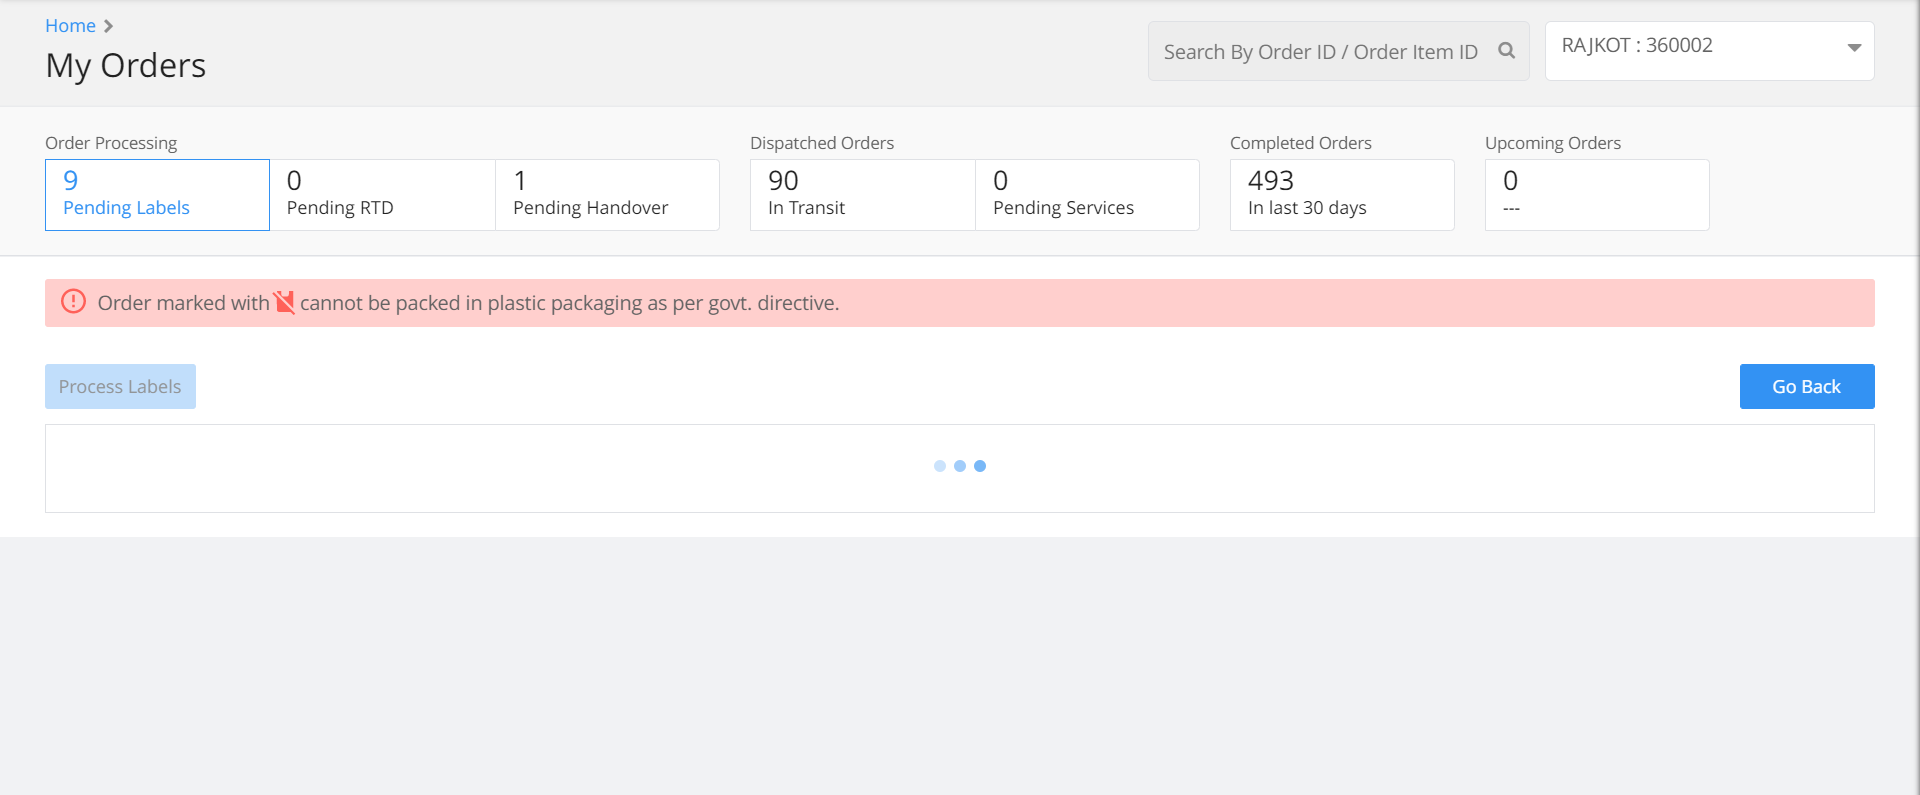 Home
My Orders
Search By Order ID / Order Item ID
RAJKOT : 360002
Order Processing
9
Pending Labels
0
Pending RTD
1
Pending Handover
Dispatched Orders
90
In Transit
0
Pending Services
Completed Orders
493
In last 30 days
Upcoming Orders
0
---
Order marked with cannot be packed in plastic packaging as per govt. directive.
Process Labels
Go Back